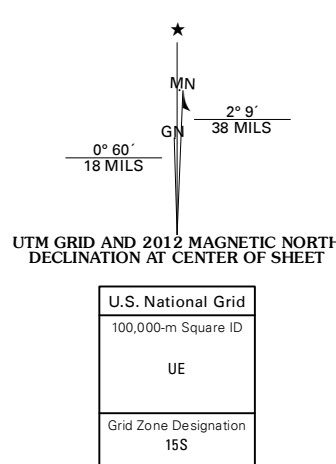 ★
MN
GN
2° 9´
38 MILS
0° 60´
18 MILS
UTM GRID AND 2012 MAGNETIC NORTH
DECLINATION AT CENTER OF SHEET
U.S. National Grid
100,000-m Square ID
UE
Grid Zone Designation
15S